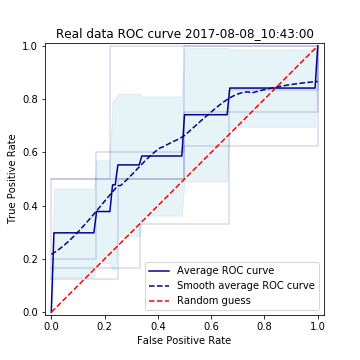 Real data ROC curve 2017-08-08_10:43:00
True Positive Rate
1.0
0.8
0.6
0.4
0.2
0.0
Average ROC curve
Smooth average ROC curve
Random guess
0.0 0.2 0.4 0.6 0.8 1.0
False Positive Rate